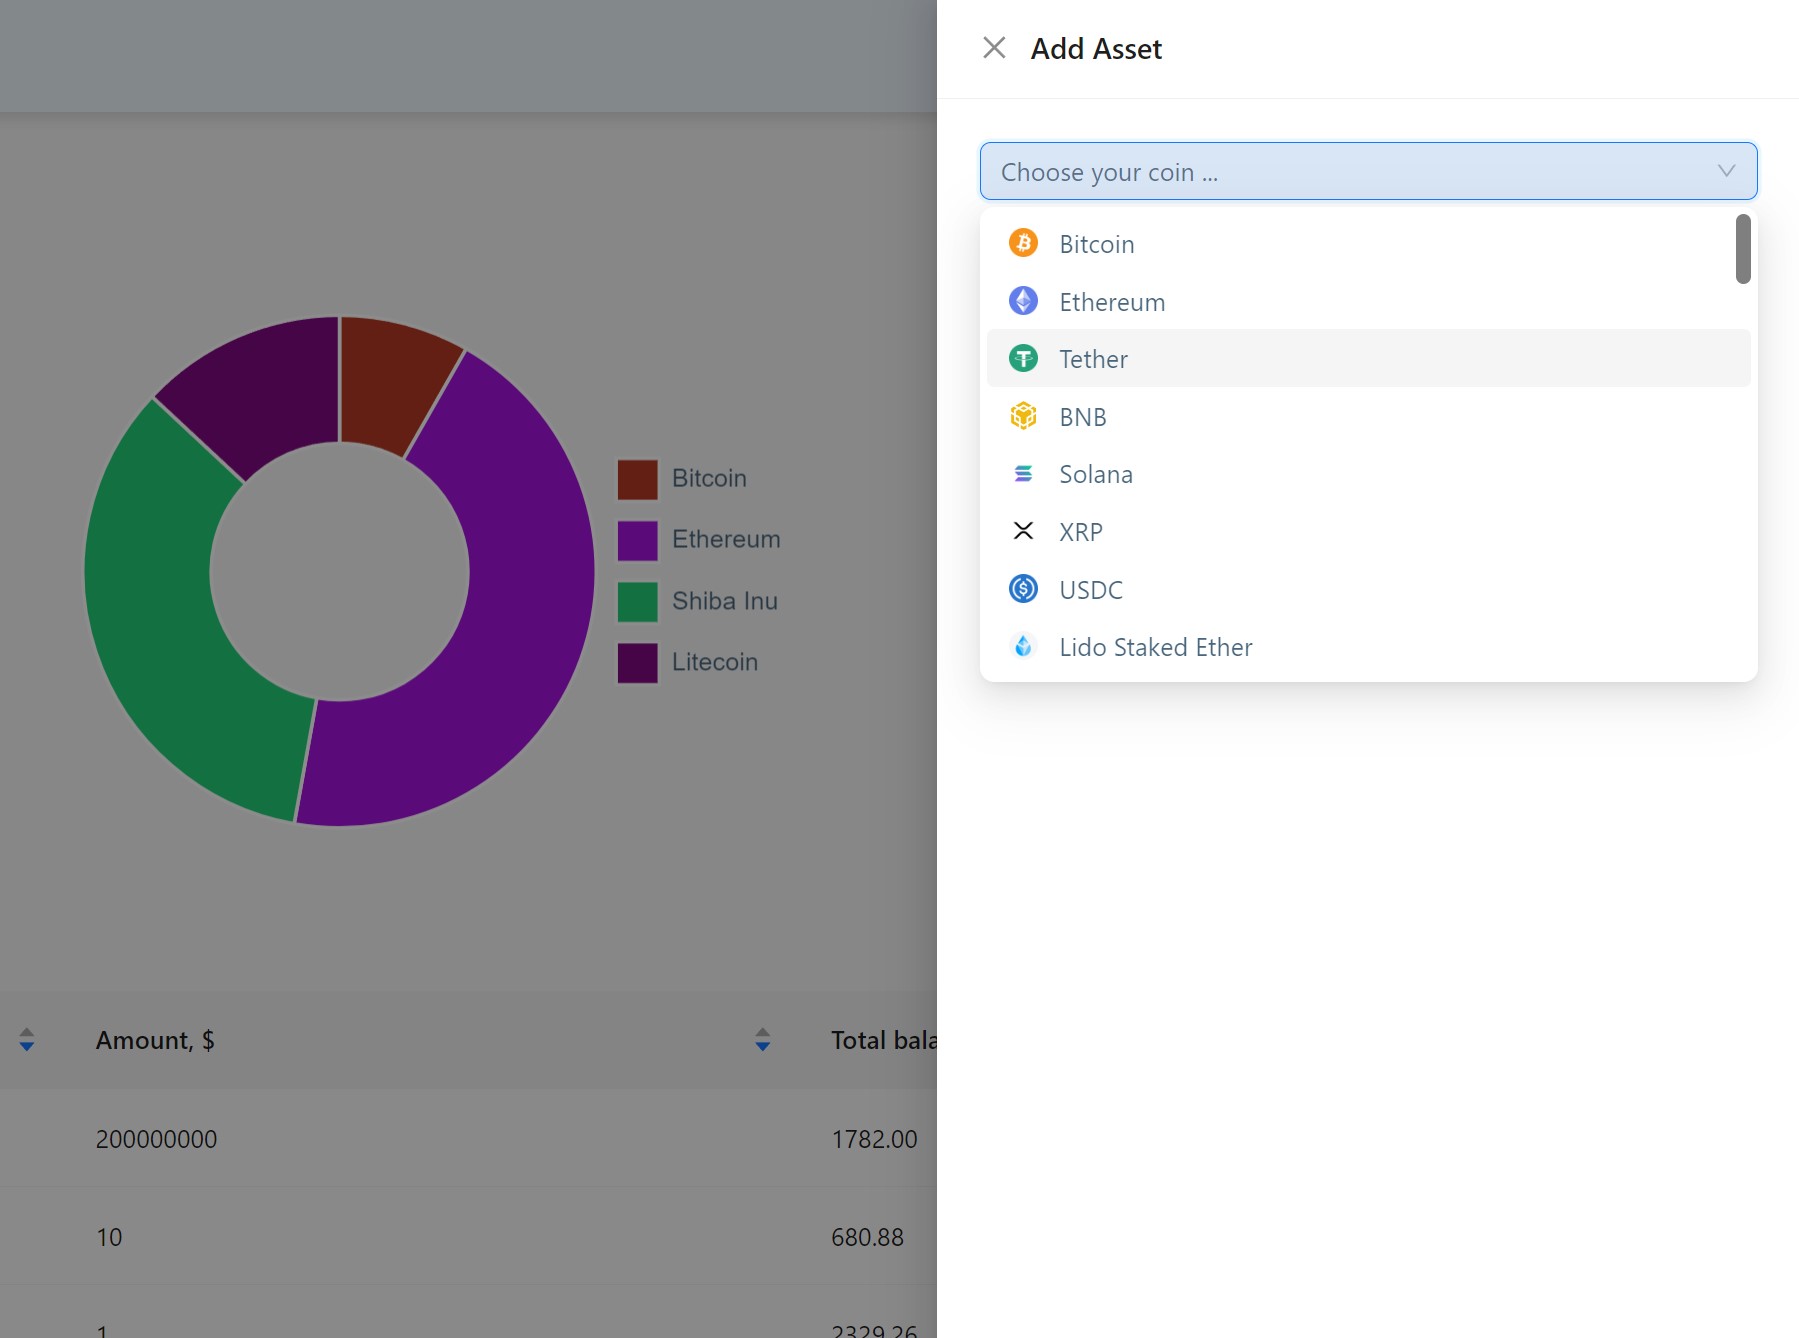 Add Asset
Choose your coin ...
Bitcoin
Ethereum
Tether
BNB
Solana
XRP
USDC
Lido Staked Ether
Bitcoin
Ethereum
Shiba Inu
Litecoin
Amount, $ Total bala
200000000 1782.00
10 680.88
1 2329.26